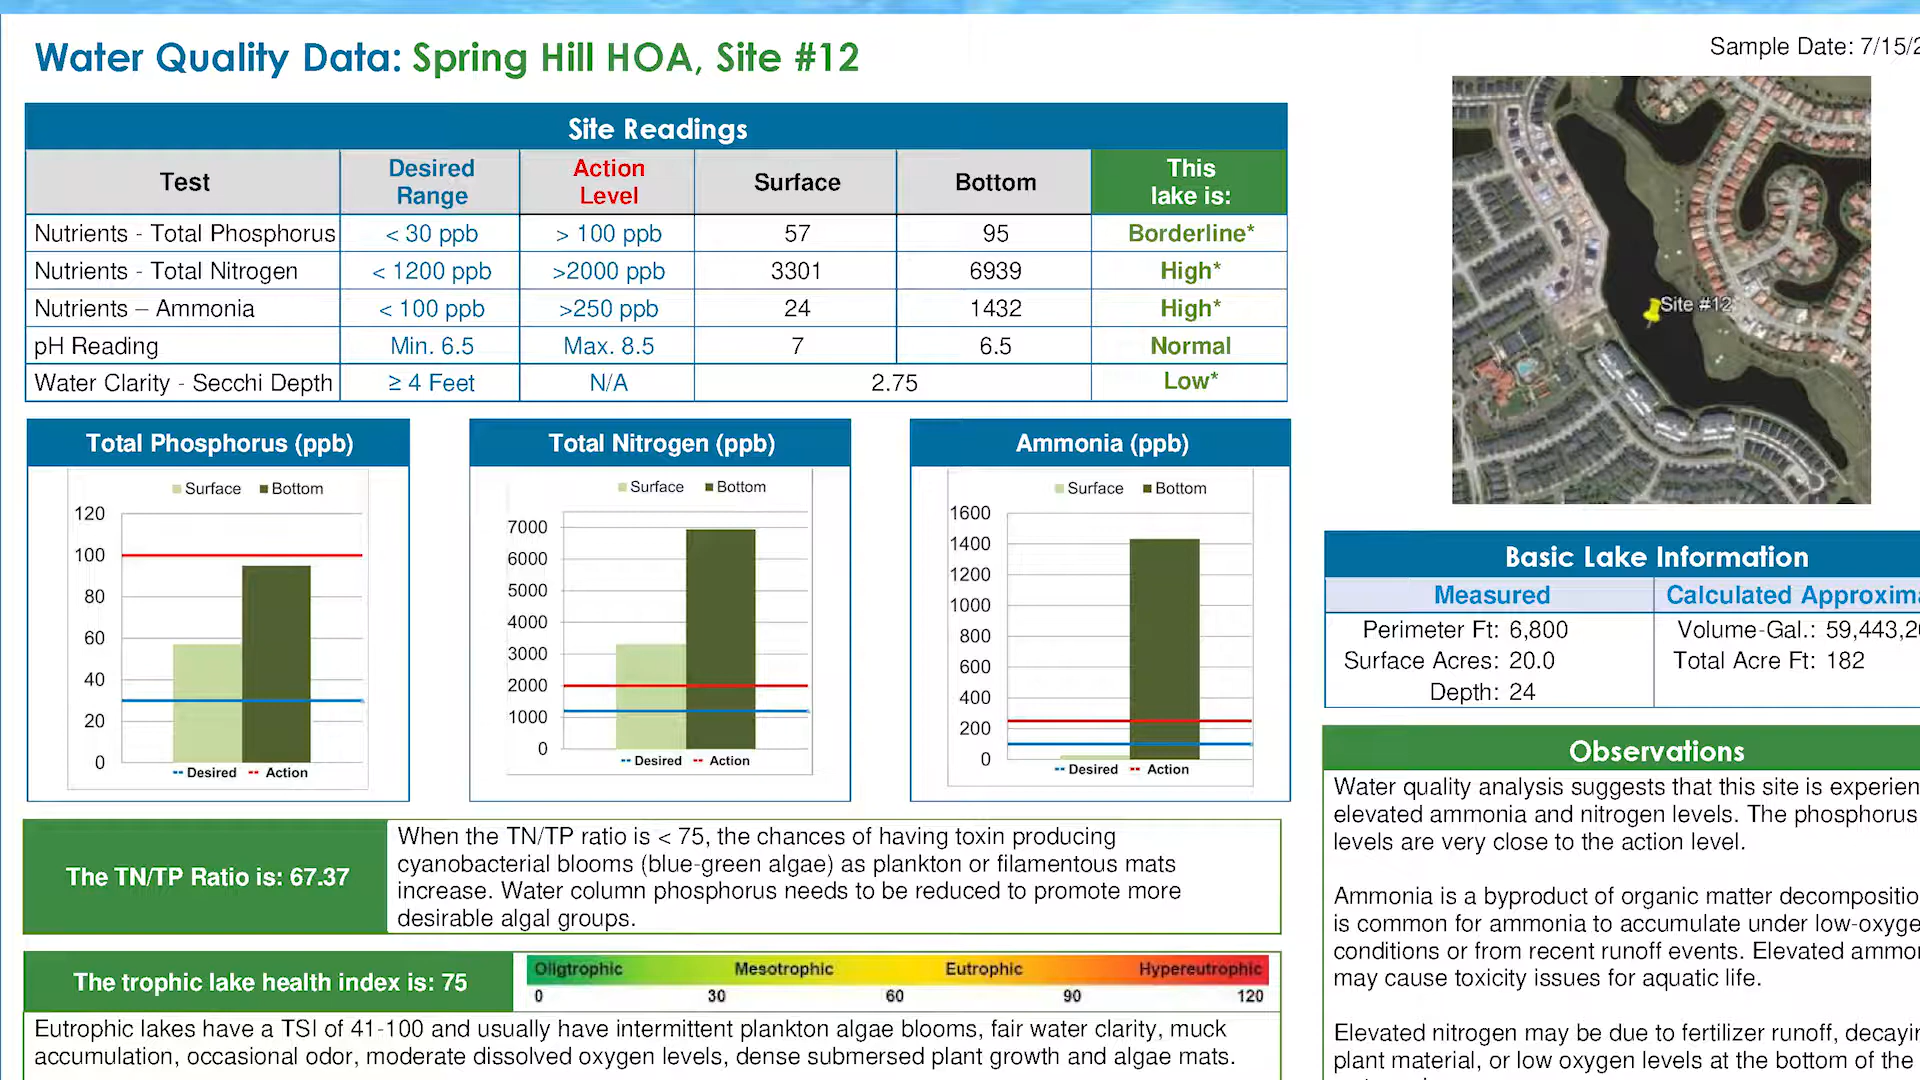 Water Quality Data: Spring Hill HOA, Site #12
Sample Date: 7/15/2
Site Readings
Test Desired Range Action Level Surface Bottom This lake is:
Nutrients - Total Phosphorus < 30 ppb > 100 ppb 57 95 Borderline*
Nutrients - Total Nitrogen < 1200 ppb >2000 ppb 3301 6939 High*
Nutrients – Ammonia < 100 ppb >250 ppb 24 1432 High*
pH Reading Min. 6.5 Max. 8.5 7 6.5 Normal
Water Clarity - Secchi Depth ≥ 4 Feet N/A 2.75 Low*
Total Phosphorus (ppb)
Surface Bottom
120
100
80
60
40
20
0
Desired Action
Total Nitrogen (ppb)
Surface Bottom
7000
6000
5000
4000
3000
2000
1000
0
Desired Action
Ammonia (ppb)
Surface Bottom
1600
1400
1200
1000
800
600
400
200
0
Desired Action
The TN/TP Ratio is: 67.37
When the TN/TP ratio is < 75, the chances of having toxin producing
cyanobacterial blooms (blue-green algae) as plankton or filamentous mats
increase. Water column phosphorus needs to be reduced to promote more
desirable algal groups.
The trophic lake health index is: 75
Oligtrophic Mesotrophic Eutrophic Hypereutrophic
0 30 60 90 120
Eutrophic lakes have a TSI of 41-100 and usually have intermittent plankton algae blooms, fair water clarity, muck
accumulation, occasional odor, moderate dissolved oxygen levels, dense submersed plant growth and algae mats.
Site #12
Basic Lake Information
Measured Calculated Approxima
Perimeter Ft: 6,800 Volume-Gal.: 59,443,2
Surface Acres: 20.0 Total Acre Ft: 182
Depth: 24
Observations
Water quality analysis suggests that this site is experien
elevated ammonia and nitrogen levels. The phosphorus
levels are very close to the action level.
Ammonia is a byproduct of organic matter decompositio
is common for ammonia to accumulate under low-oxyge
conditions or from recent runoff events. Elevated ammo
may cause toxicity issues for aquatic life.
Elevated nitrogen may be due to fertilizer runoff, decayin
plant material, or low oxygen levels at the bottom of the